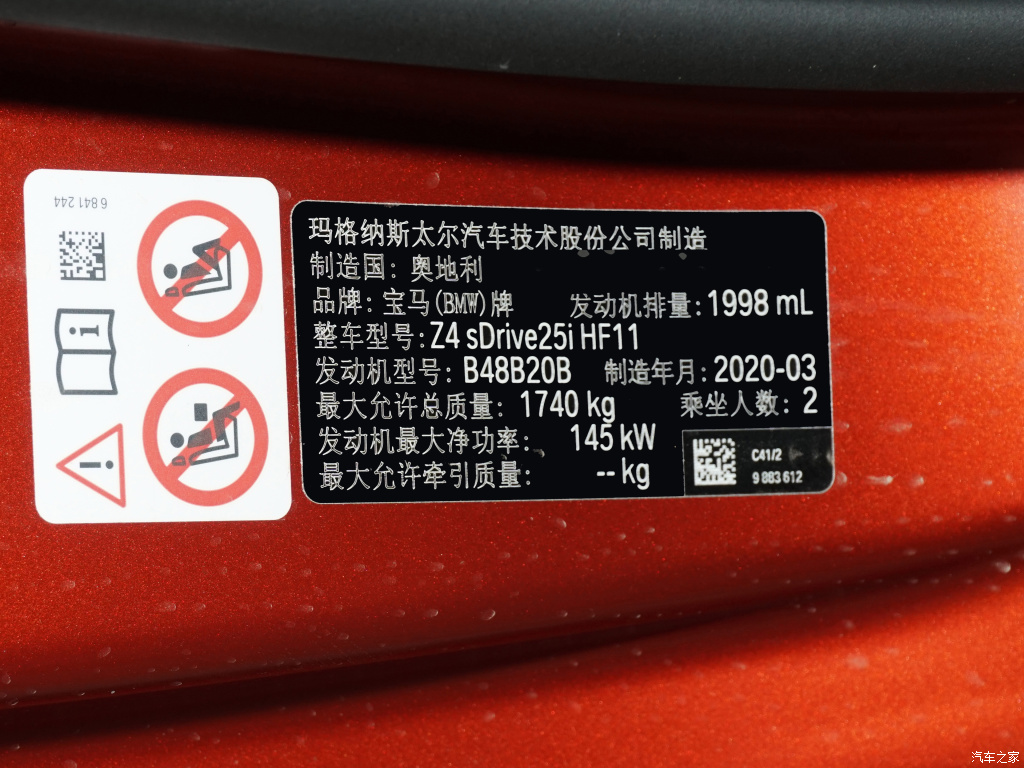 6 841 244
玛格纳斯太尔汽车技术股份公司制造
制造国：奥地利
品牌：宝马(BMW)牌 发动机排量：1998 mL
整车型号：Z4 sDrive25i HF11
发动机型号：B48B20B 制造年月：2020-03
最大允许总质量：1740 kg 乘坐人数：2
发动机最大净功率：145 kW
最大允许牵引质量：-- kg
C41/2
9 883 612
汽车之家